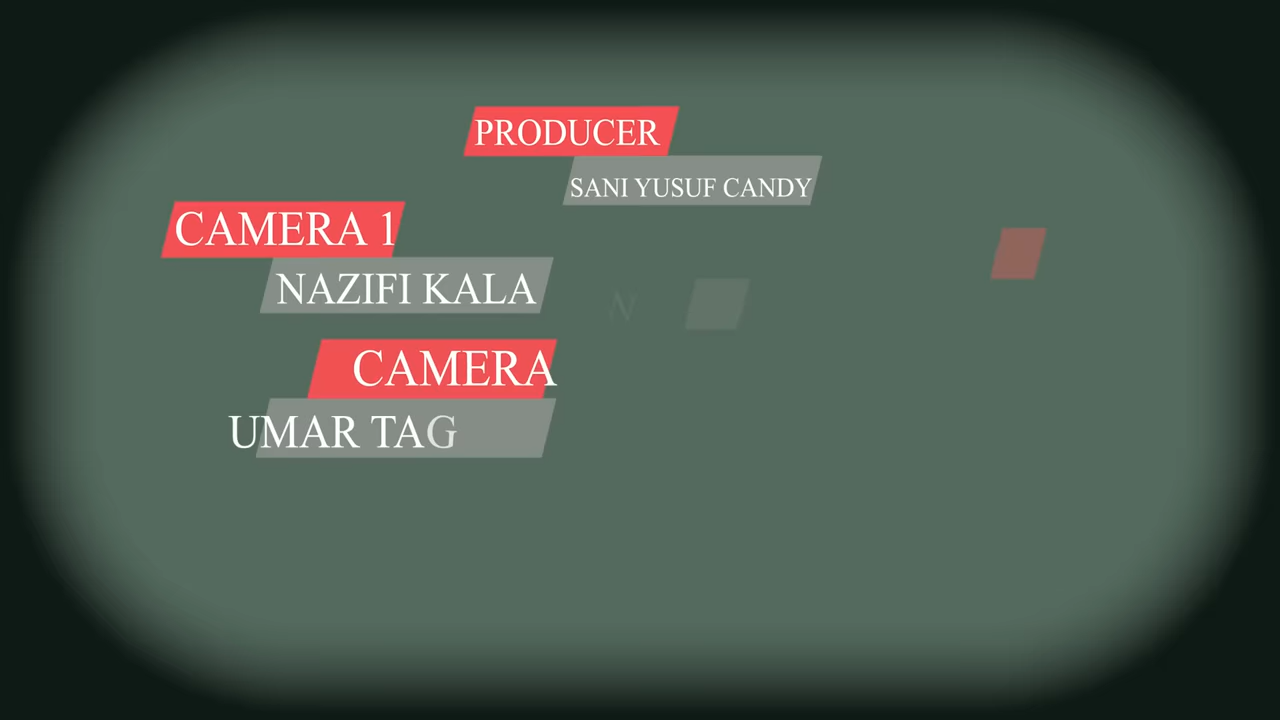 PRODUCER
SANI YUSUF CANDY
CAMERA 1
NAZIFI KALA
N
CAMERA
UMAR TAG